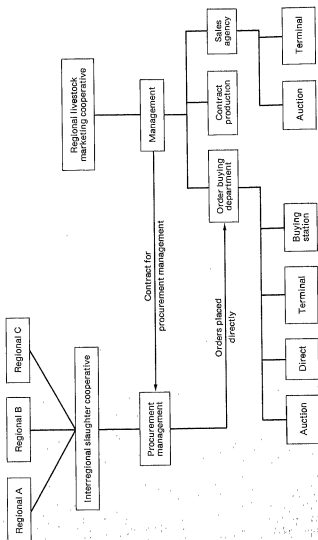 Regional A
Regional B
Regional C
Interregional slaughter cooperative
Regional livestock
marketing cooperative
Procurement
management
Contract for
procurement management
Management
Orders placed
directly
Order buying
department
Contract
production
Sales
agency
Auction
Direct
Terminal
Buying
station
Auction
Terminal